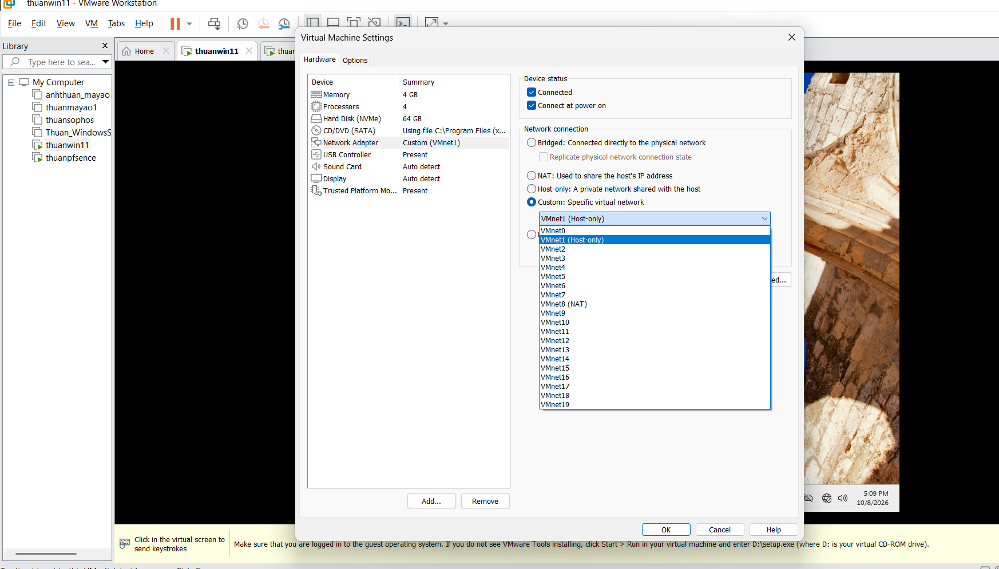 thuanwin11 - VMware Workstation
File Edit View VM Tabs Help
Library
Type here to sea...
My Computer
anhthuan_mayao
thuanmayao1
thuansophos
Thuan_WindowsS
thuanwin11
thuanpfsence
Home
thuanwin11
thuan
Virtual Machine Settings
Hardware
Options
Device Summary
Memory 4 GB
Processors 4
Hard Disk (NVMe) 64 GB
CD/DVD (SATA) Using file C:\Program Files (x...
Network Adapter Custom (VMnet1)
USB Controller Present
Sound Card Auto detect
Display Auto detect
Trusted Platform Mo... Present
Add...
Remove
Device status
Connected
Connect at power on
Network connection
Bridged: Connected directly to the physical network
Replicate physical network connection state
NAT: Used to share the host's IP address
Host-only: A private network shared with the host
Custom: Specific virtual network
VMnet1 (Host-only)
VMnet0
VMnet1 (Host-only)
VMnet2
VMnet3
VMnet4
VMnet5
VMnet6
VMnet7
VMnet8 (NAT)
VMnet9
VMnet10
VMnet11
VMnet12
VMnet13
VMnet14
VMnet15
VMnet16
VMnet17
VMnet18
VMnet19
ed...
OK
Cancel
Help
5:09 PM
10/8/2026
Click in the virtual screen to
send keystrokes
Make sure that you are logged in to the guest operating system. If you do not see VMware Tools installing, click Start > Run in your virtual machine and enter D:\setup.exe (where D: is your virtual CD-ROM drive).